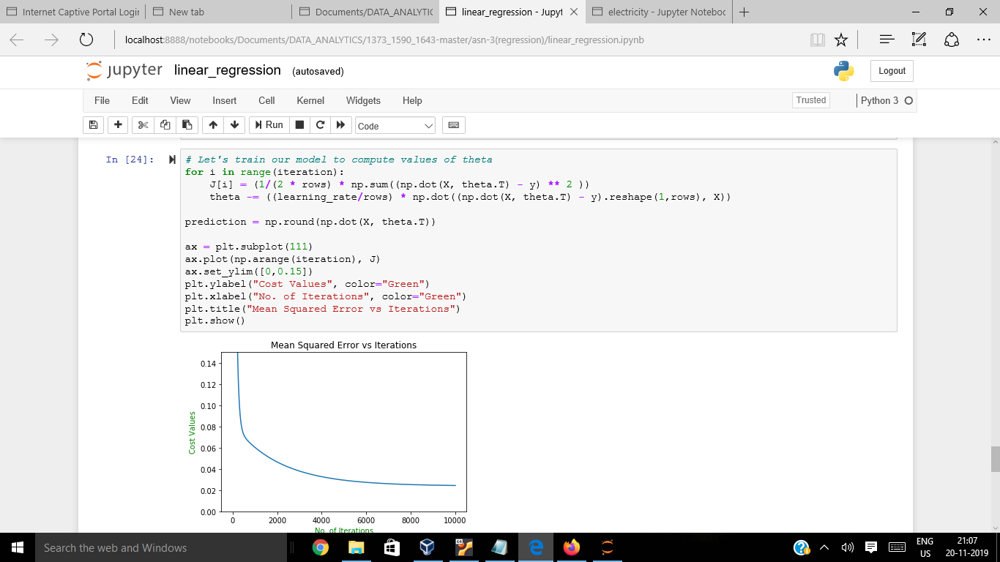 Internet Captive Portal Login
New tab
Documents/DATA_ANALYTIC
linear_regression - Jupyt
electricity - Jupyter Notebook
localhost:8888/notebooks/Documents/DATA_ANALYTICS/1373_1590_1643-master/asn-3(regression)/linear_regression.ipynb
jupyter linear_regression (autosaved)
Logout
File Edit View Insert Cell Kernel Widgets Help
Trusted
Python 3
Run
Code
In [24]:
# Let's train our model to compute values of theta
for i in range(iteration):
    J[i] = (1/(2 * rows) * np.sum((np.dot(X, theta.T) - y) ** 2 ))
    theta -= ((learning_rate/rows) * np.dot((np.dot(X, theta.T) - y).reshape(1,rows), X))
prediction = np.round(np.dot(X, theta.T))
ax = plt.subplot(111)
ax.plot(np.arange(iteration), J)
ax.set_ylim([0,0.15])
plt.ylabel("Cost Values", color="Green")
plt.xlabel("No. of Iterations", color="Green")
plt.title("Mean Squared Error vs Iterations")
plt.show()
Mean Squared Error vs Iterations
Cost Values
0.14
0.12
0.10
0.08
0.06
0.04
0.02
0.00
0 2000 4000 6000 8000 10000
No. of Iterations
Search the web and Windows
64
ENG
US
21:07
20-11-2019